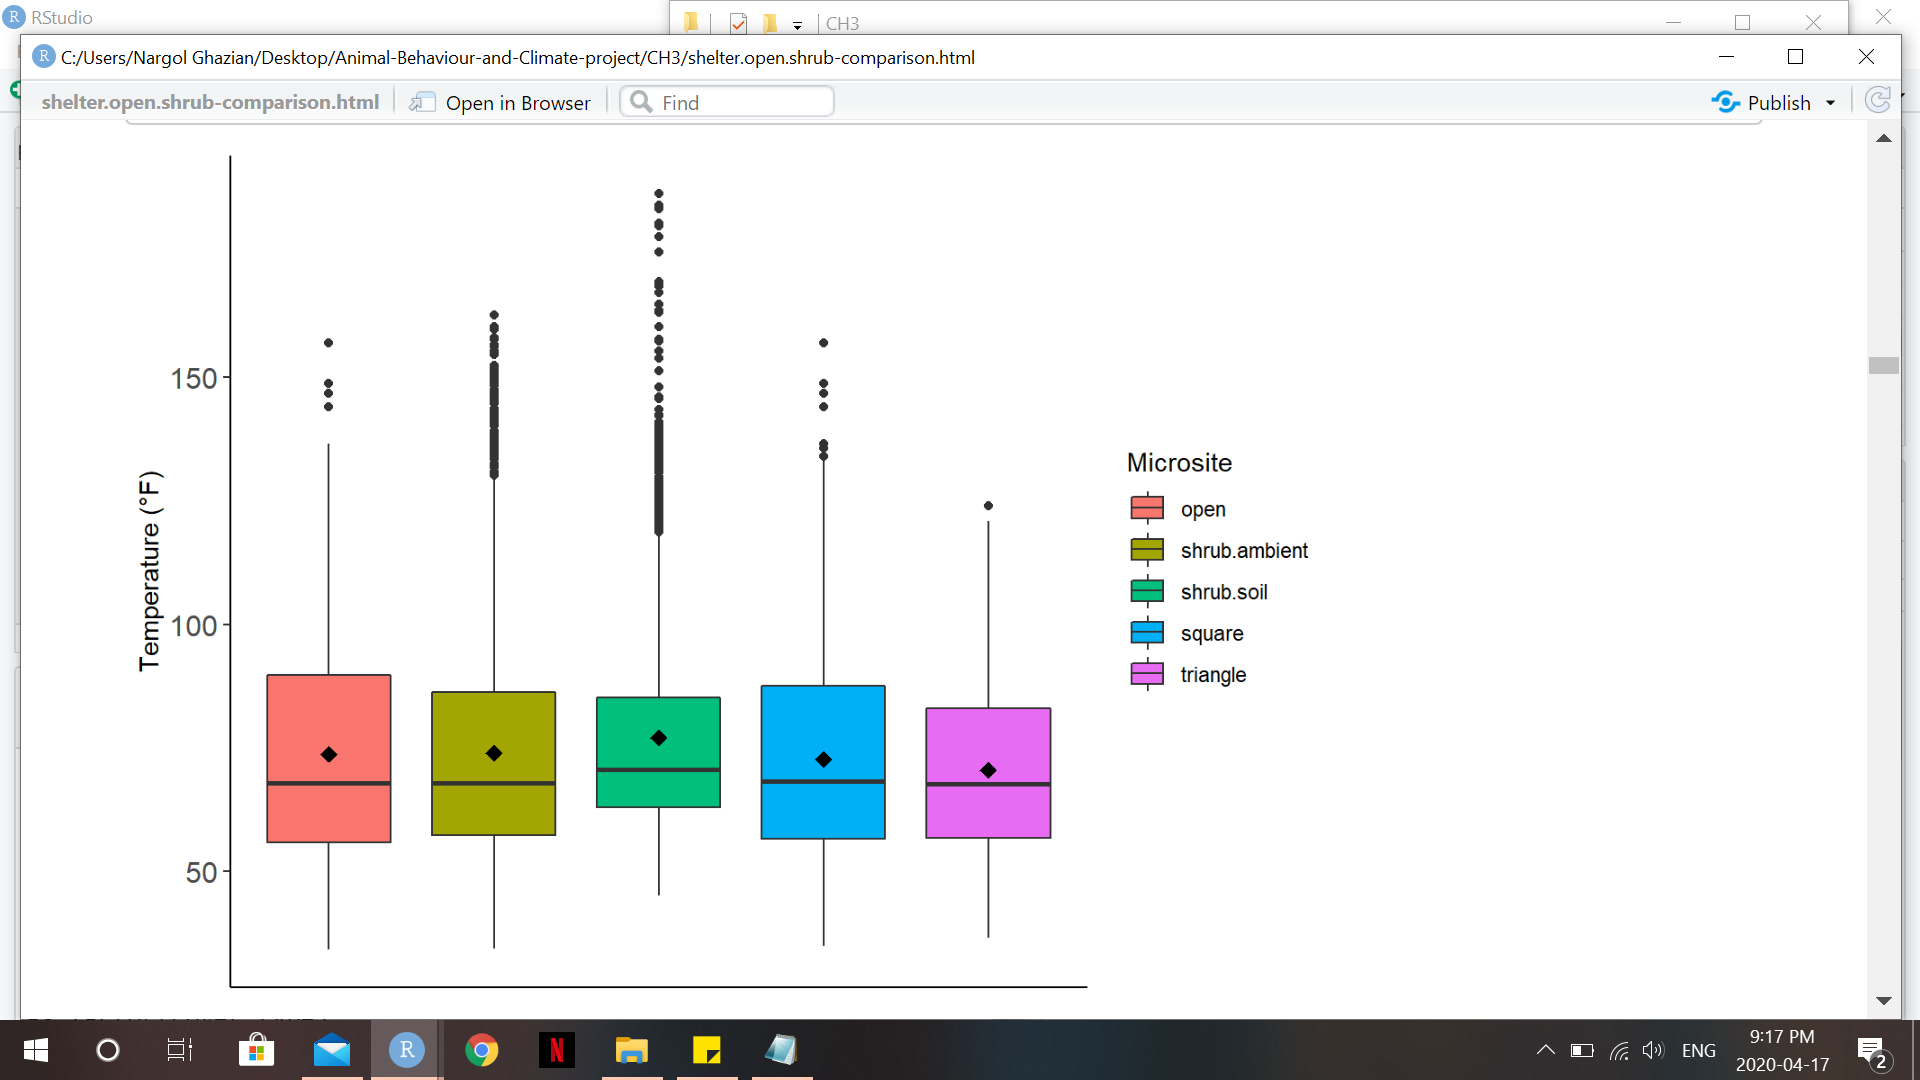 RStudio
CH3
C:/Users/Nargol Ghazian/Desktop/Animal-Behaviour-and-Climate-project/CH3/shelter.open.shrub-comparison.html
shelter.open.shrub-comparison.html Open in Browser Find Publish
150
100
50
Temperature (°F)
Microsite
open
shrub.ambient
shrub.soil
square
triangle
R N ENG 9:17 PM
2020-04-17 2